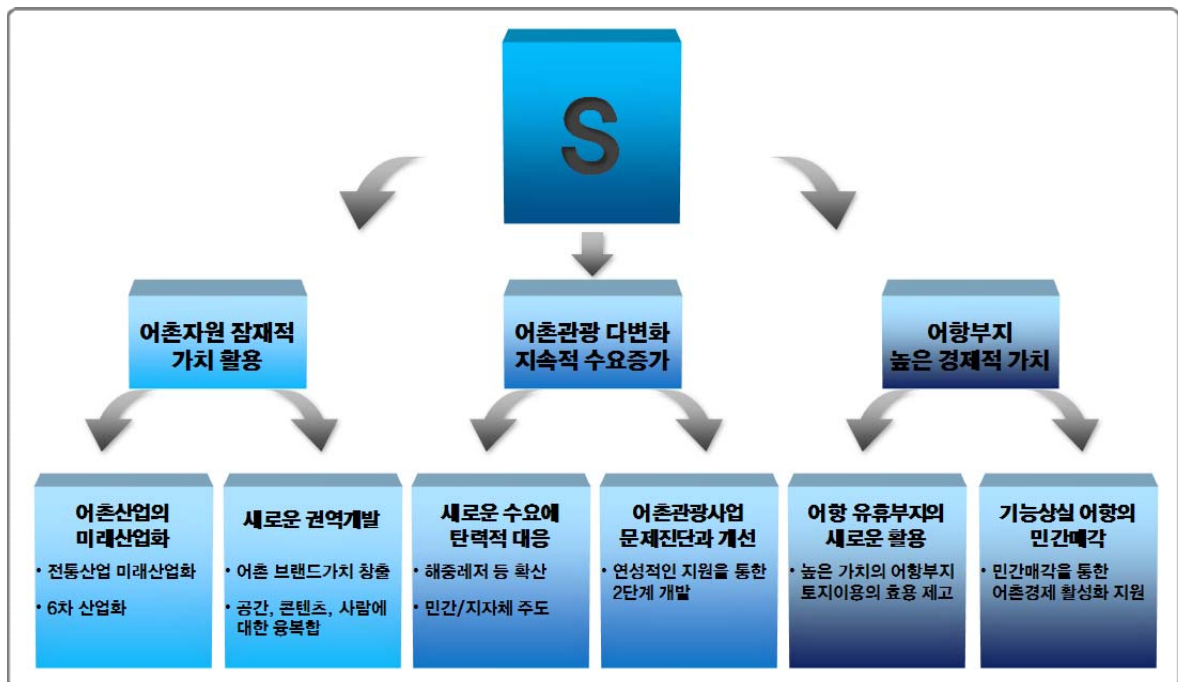 S
어촌자원 잠재적
가치 활용
어촌관광 다변화
지속적 수요증가
어항부지
높은 경제적 가치
어촌산업의
미래산업화
• 전통산업 미래산업화
• 6차 산업화
새로운 권역개발
• 어촌 브랜드가치 창출
• 공간, 콘텐츠, 사람에
대한 융복합
새로운 수요에
탄력적 대응
• 해중레저 등 확산
• 민간/지자체 주도
어촌관광사업
문제진단과 개선
• 연성적인 지원을 통한
2단계 개발
어항 유휴부지의
새로운 활용
• 높은 가치의 어항부지
토지이용의 효용 제고
기능상실 어항의
민간매각
• 민간매각을 통한
어촌경제 활성화 지원